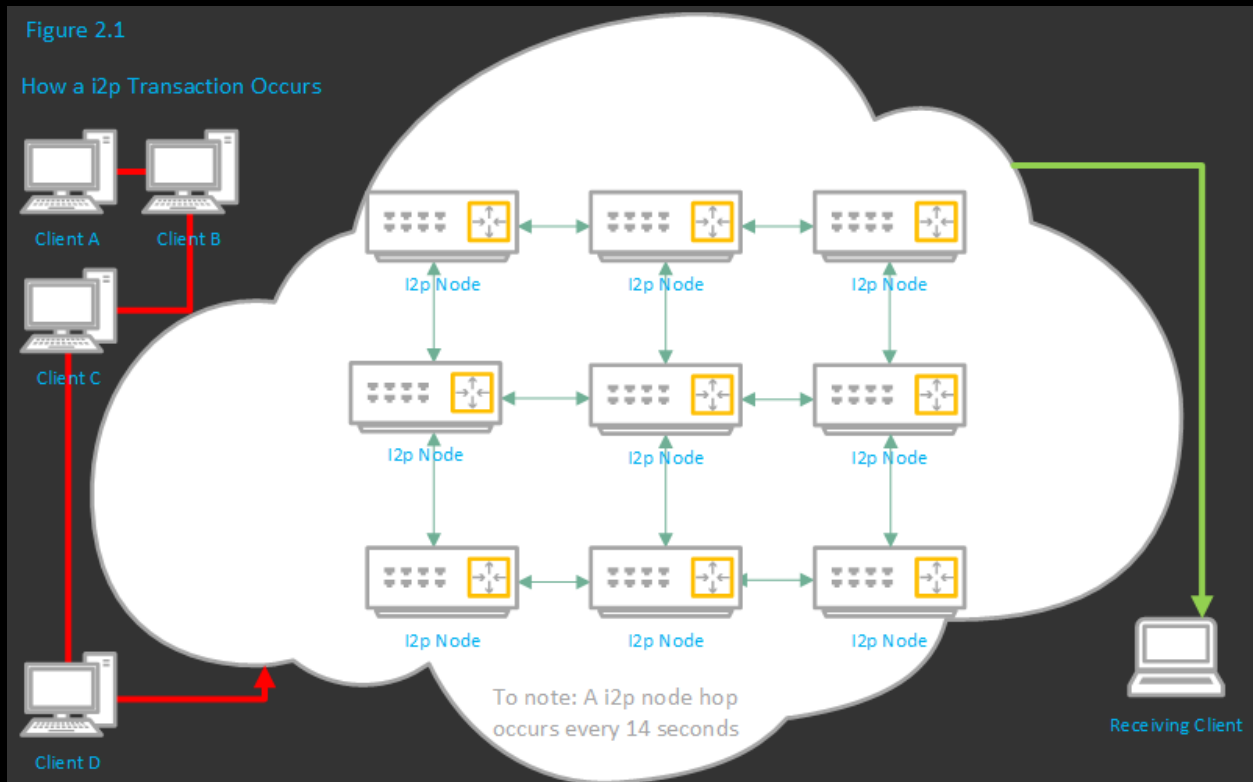 Figure 2.1
How a i2p Transaction Occurs
Client A
Client B
I2p Node
I2p Node
I2p Node
Client C
I2p Node
I2p Node
I2p Node
I2p Node
I2p Node
I2p Node
To note: A i2p node hop
occurs every 14 seconds
Receiving Client
Client D